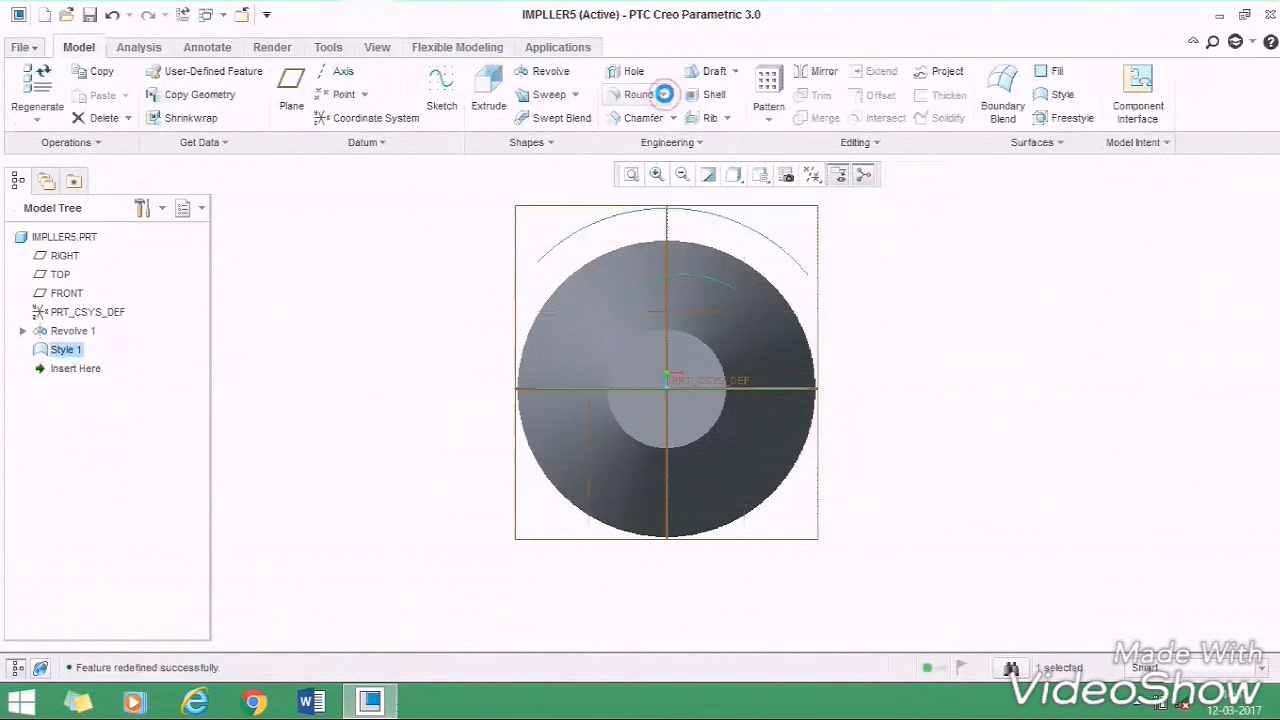 IMPLLER5 (Active) - PTC Creo Parametric 3.0
File Model Analysis Annotate Render Tools View Flexible Modeling Applications
Regenerate Copy Paste Delete
User-Defined Feature Copy Geometry Shrinkwrap
Plane Axis Point Coordinate System
Sketch
Extrude Revolve Sweep Swept Blend
Hole Round Chamfer Draft Shell Rib
Pattern Mirror Trim Merge Extend Offset Intersect Project Thicken Solidify
Boundary Blend Fill Style Freestyle
Component Interface
Operations Get Data Datum Shapes Engineering Editing Surfaces Model Intent
Model Tree
IMPLLER5.PRT
RIGHT
TOP
FRONT
PRT_CSYS_DEF
Revolve 1
Style 1
Insert Here
PRT_CSYS_DEF
Feature redefined successfully.
1 selected
Smart
Made With
VideoShow
12-03-2017